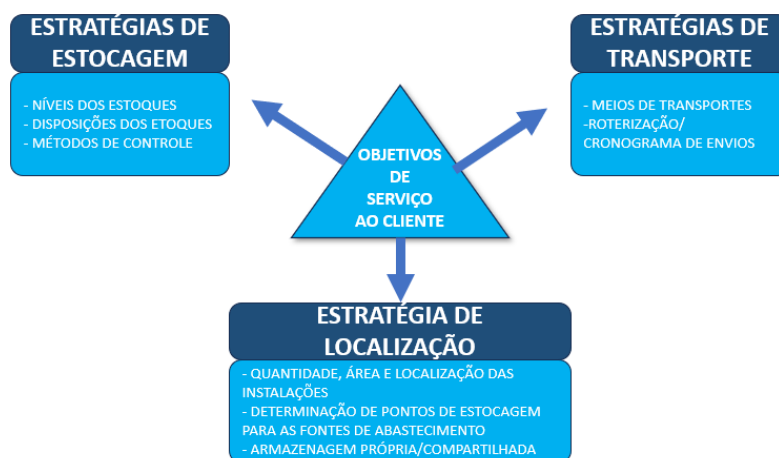 ESTRATÉGIAS DE
ESTOCAGEM
- NÍVEIS DOS ESTOQUES
- DISPOSIÇÕES DOS ETOQUES
- MÉTODOS DE CONTROLE
ESTRATÉGIAS DE
TRANSPORTE
- MEIOS DE TRANSPORTES
-ROTERIZAÇÃO/
CRONOGRAMA DE ENVIOS
OBJETIVOS
DE
SERVIÇO
AO CLIENTE
ESTRATÉGIA DE
LOCALIZAÇÃO
- QUANTIDADE, ÁREA E LOCALIZAÇÃO DAS
INSTALAÇÕES
- DETERMINAÇÃO DE PONTOS DE ESTOCAGEM
PARA AS FONTES DE ABASTECIMENTO
- ARMAZENAGEM PRÓPRIA/COMPARTILHADA